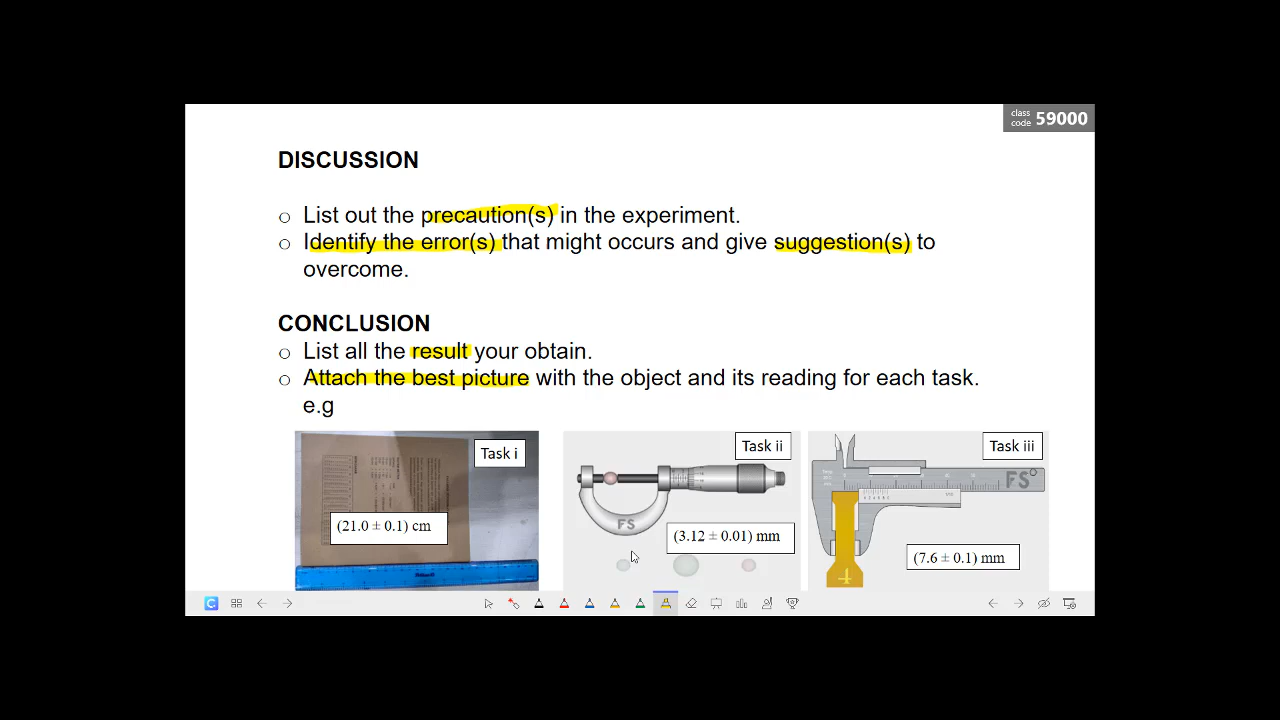 class
code 59000
DISCUSSION
○ List out the precaution(s) in the experiment.
○ Identify the error(s) that might occurs and give suggestion(s) to
overcome.
CONCLUSION
○ List all the result your obtain.
○ Attach the best picture with the object and its reading for each task.
e.g
Task i
(21.0 ± 0.1) cm
Task ii
FS
(3.12 ± 0.01) mm
Task iii
FS
(7.6 ± 0.1) mm